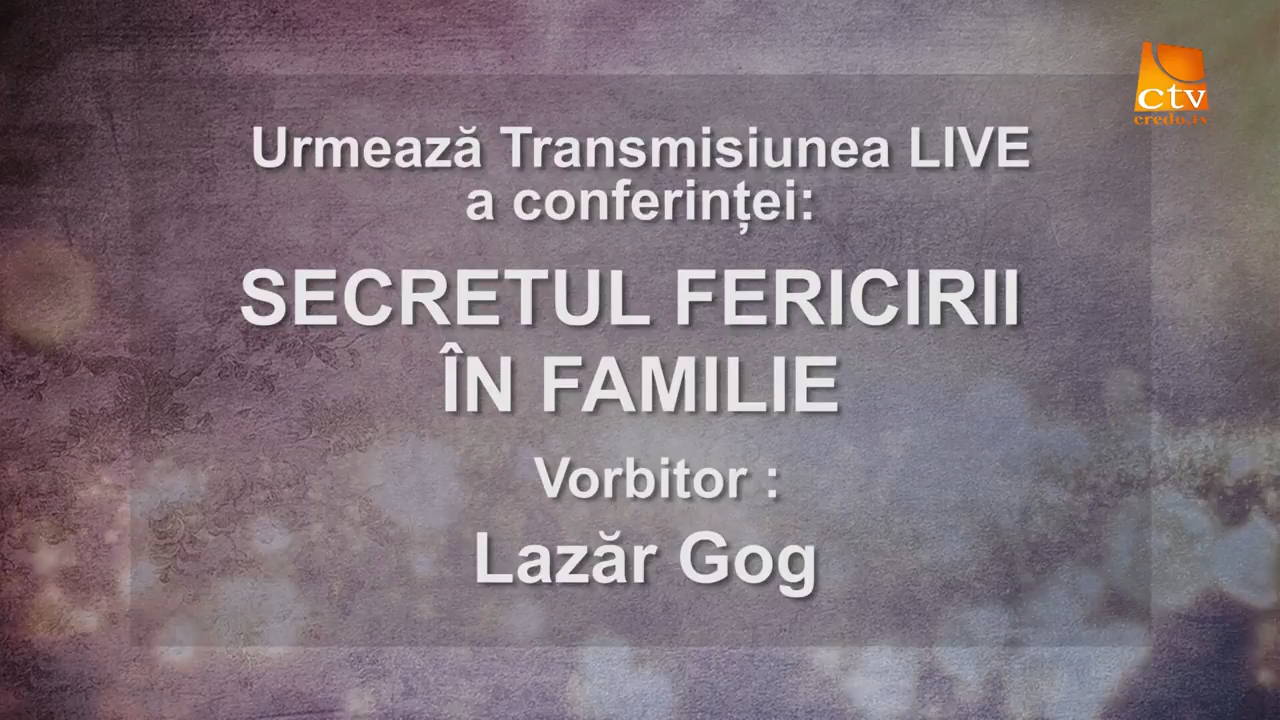 ctv
credo.tv
Urmează Transmisiunea LIVE
a conferinței:
SECRETUL FERICIRII
ÎN FAMILIE
Vorbitor :
Lazăr Gog